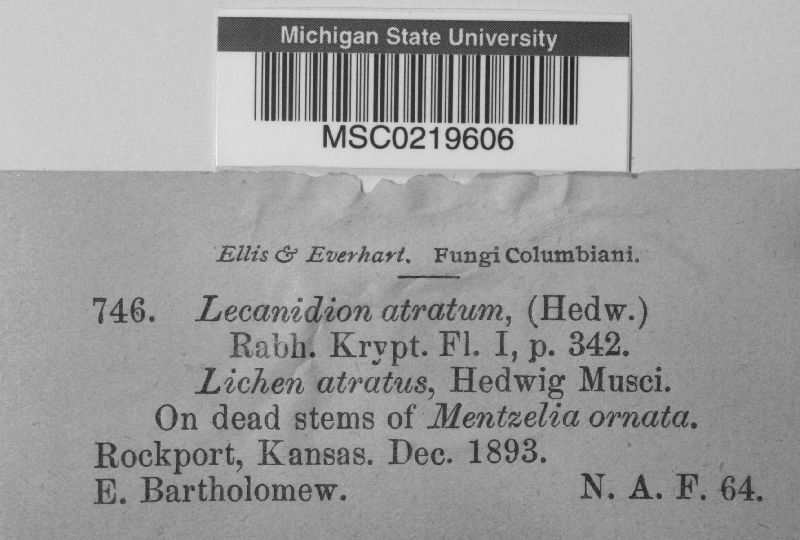 Michigan State University
MSC0219606
Ellis & Everhart. Fungi Columbiani.
746. Lecanidion atratum, (Hedw.)
Rabh. Krypt. Fl. I, p. 342.
Lichen atratus, Hedwig Musci.
On dead stems of Mentzelia ornata.
Rockport, Kansas. Dec. 1893.
E. Bartholomew. N. A. F. 64.